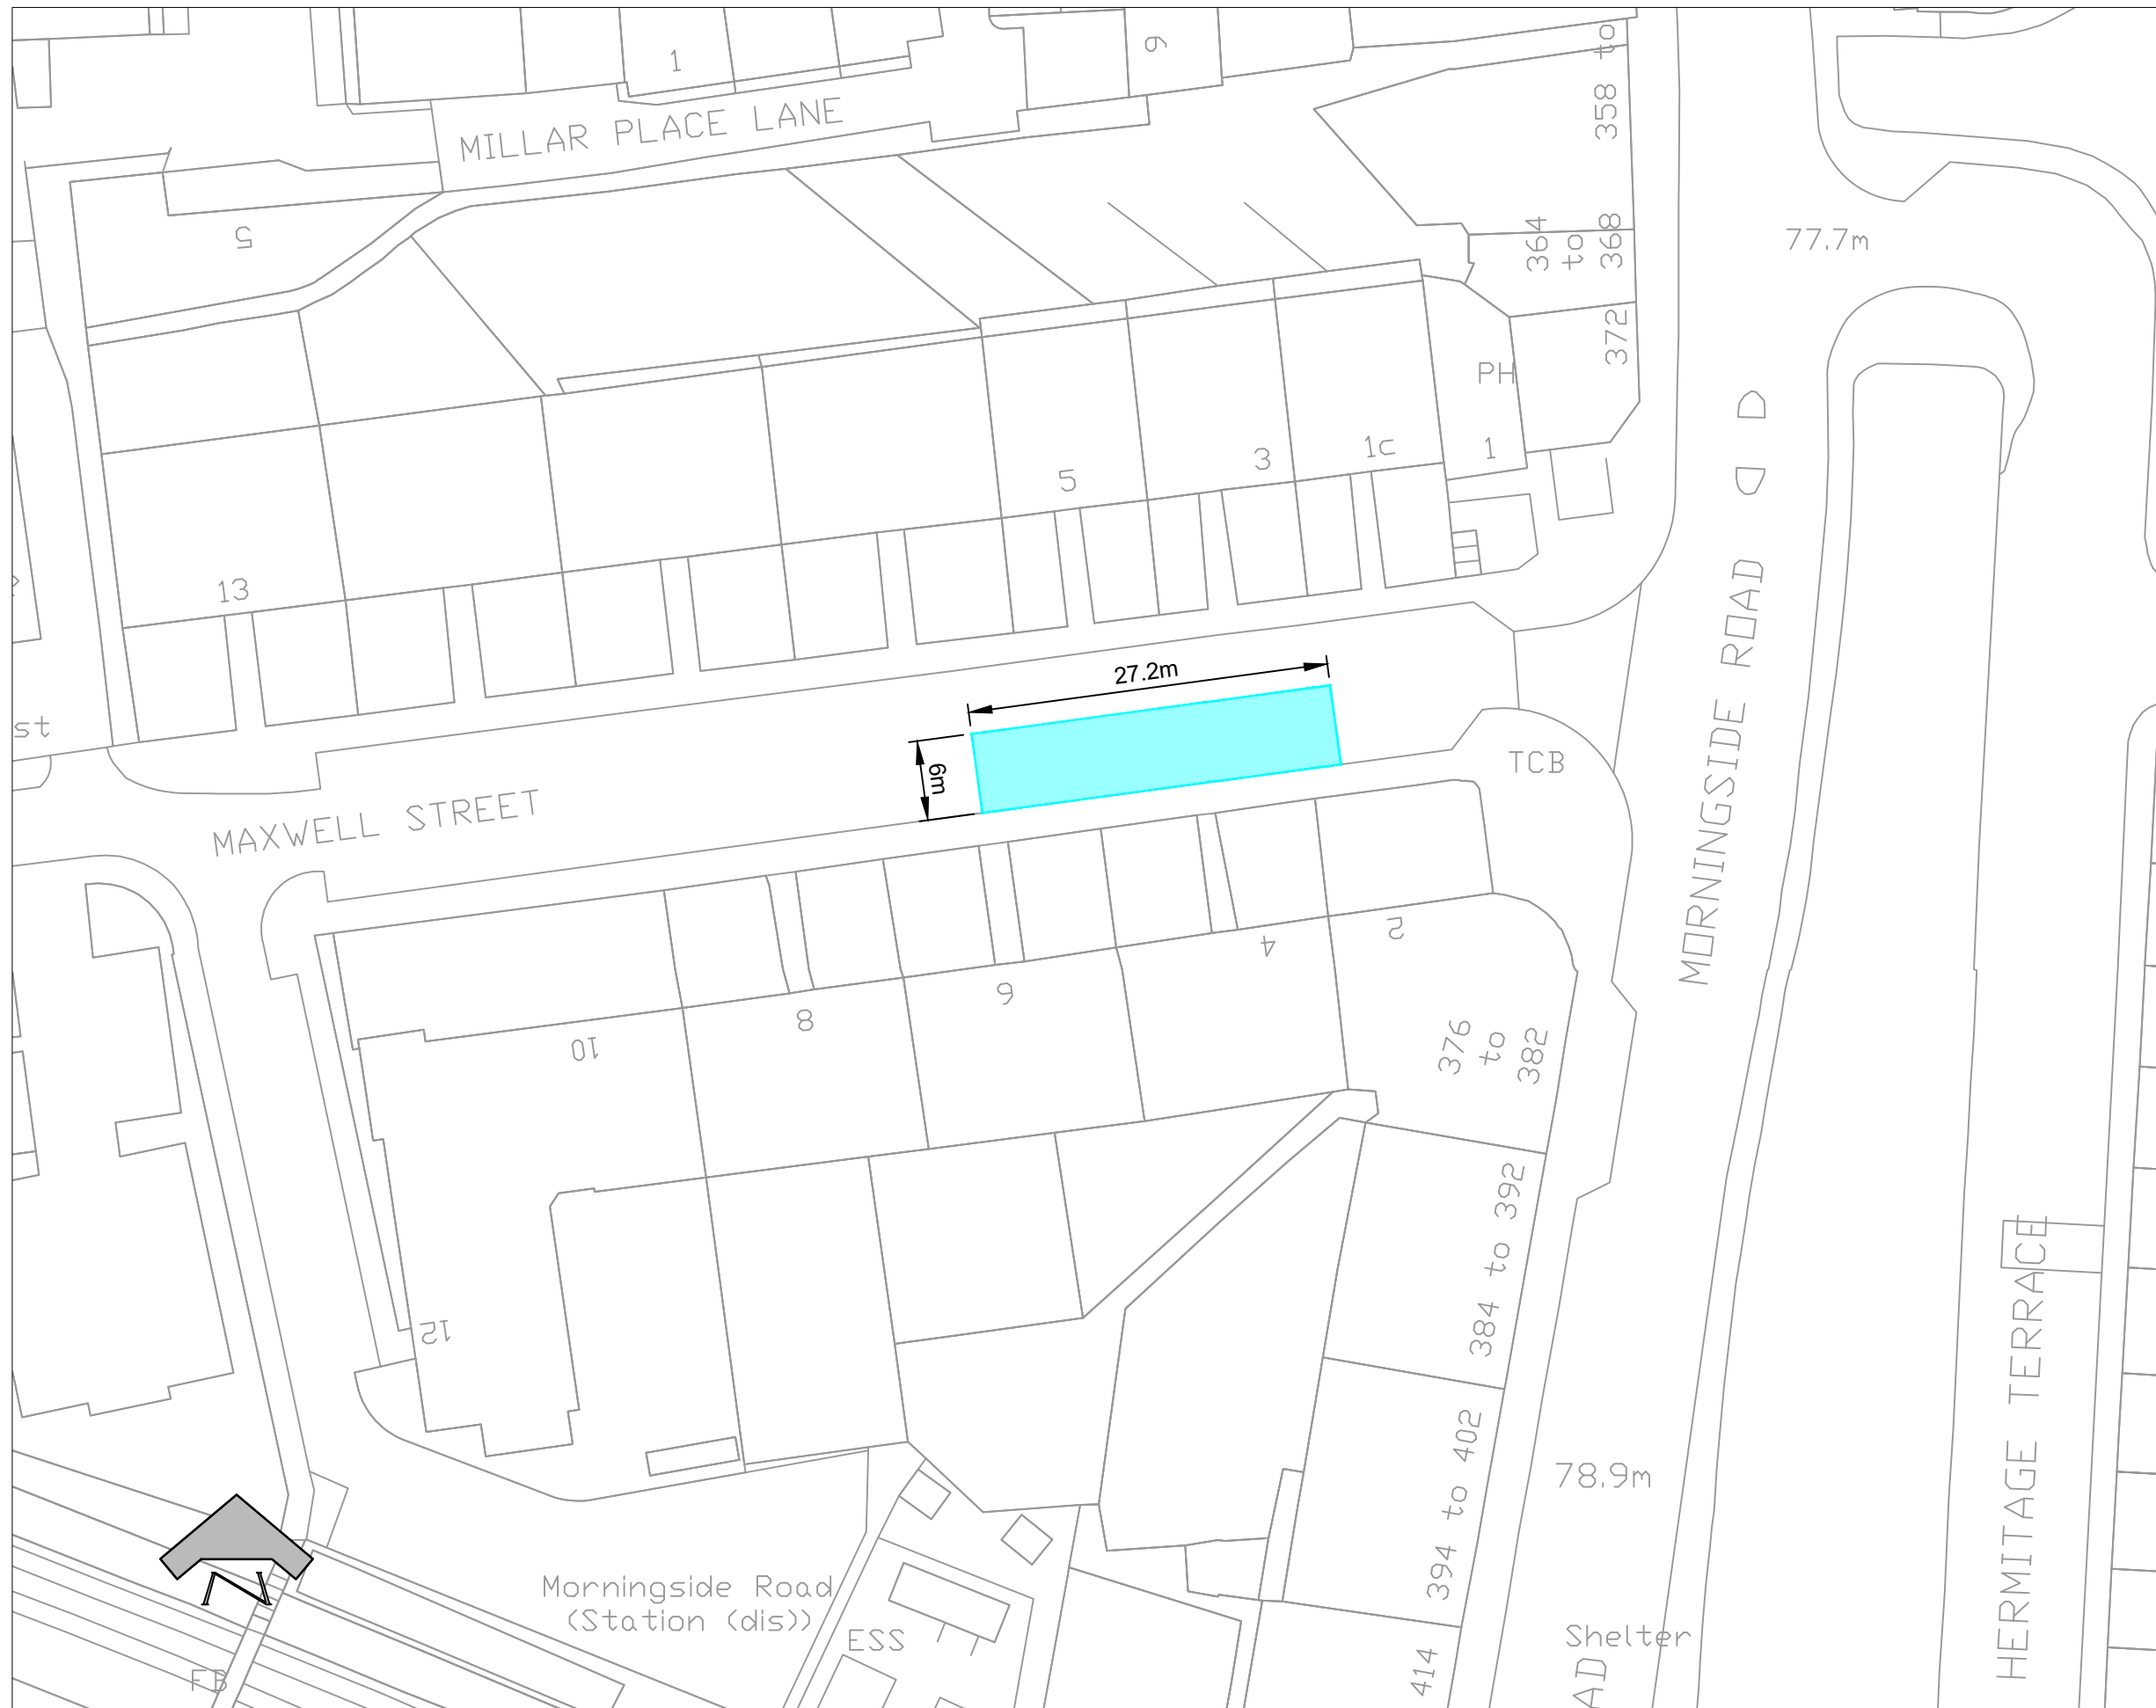 1
9
358 to
MILLAR PLACE LANE
5
364
to
368
77.7m
372
PH
5
3
1c
1
13
27.2m
st
6m
TCB
MAXWELL STREET
MORNINGSIDE ROAD
2
4
6
8
10
376
to
382
384 to 392
12
HERMITAGE TERRACE
394 to 402
78.9m
Morningside Road
(Station (dis))
ESS
Shelter
FB
414
AD
N